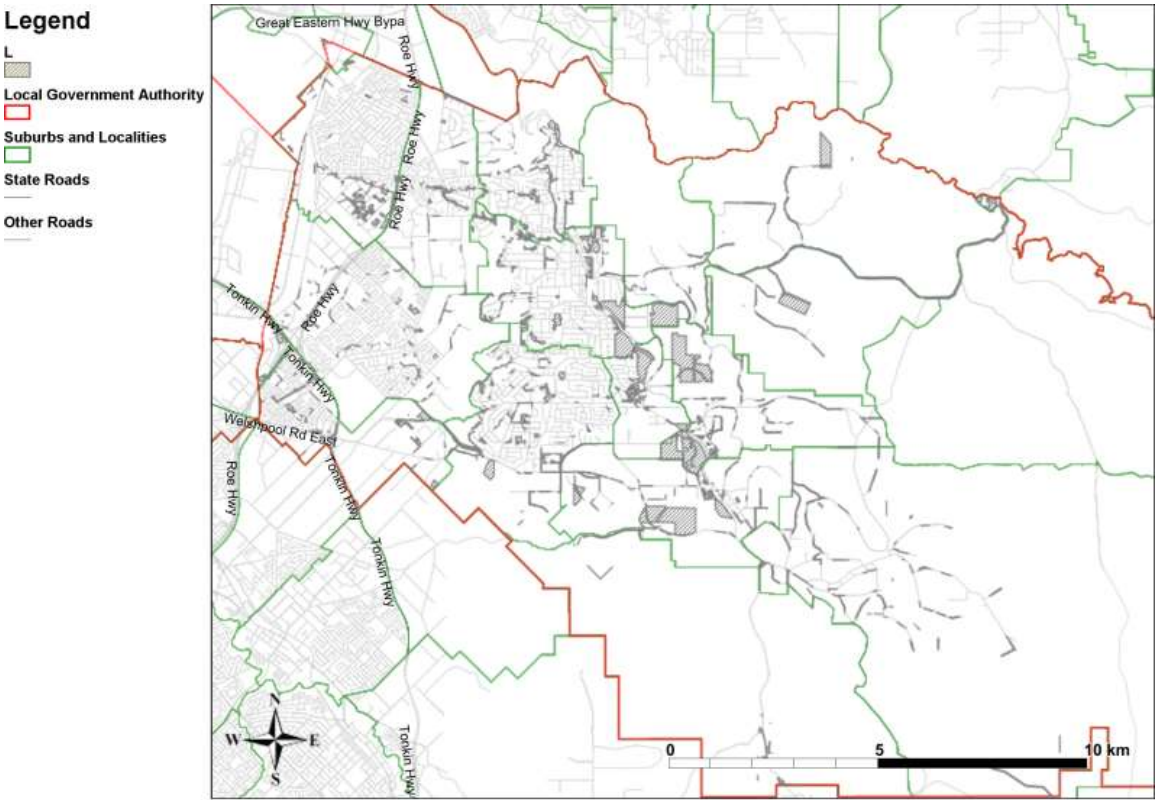 Legend
L
Local Government Authority
Suburbs and Localities
State Roads
Other Roads
Great Eastern Hwy Bypa
Roe Hwy
Roe Hwy
Roe Hwy
Tonkin Hwy
Roe Hwy
Tonkin Hwy
Welshpool Rd East
Roe Hwy
Tonkin Hwy
Tonkin Hwy
Tonkin Hwy
N
W E
S
0 5 10 km